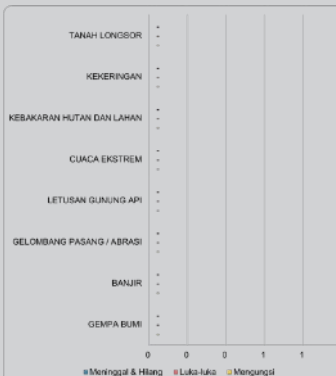 TANAH LONGSOR
-
-
-
KEKERINGAN
-
-
-
KEBAKARAN HUTAN DAN LAHAN
-
-
-
CUACA EKSTREM
-
-
-
LETUSAN GUNUNG API
-
-
-
GELOMBANG PASANG / ABRASI
-
-
-
BANJIR
-
-
-
GEMPA BUMI
-
-
-
0 0 0 1 1
Meninggal & Hilang Luka-luka Mengungsi